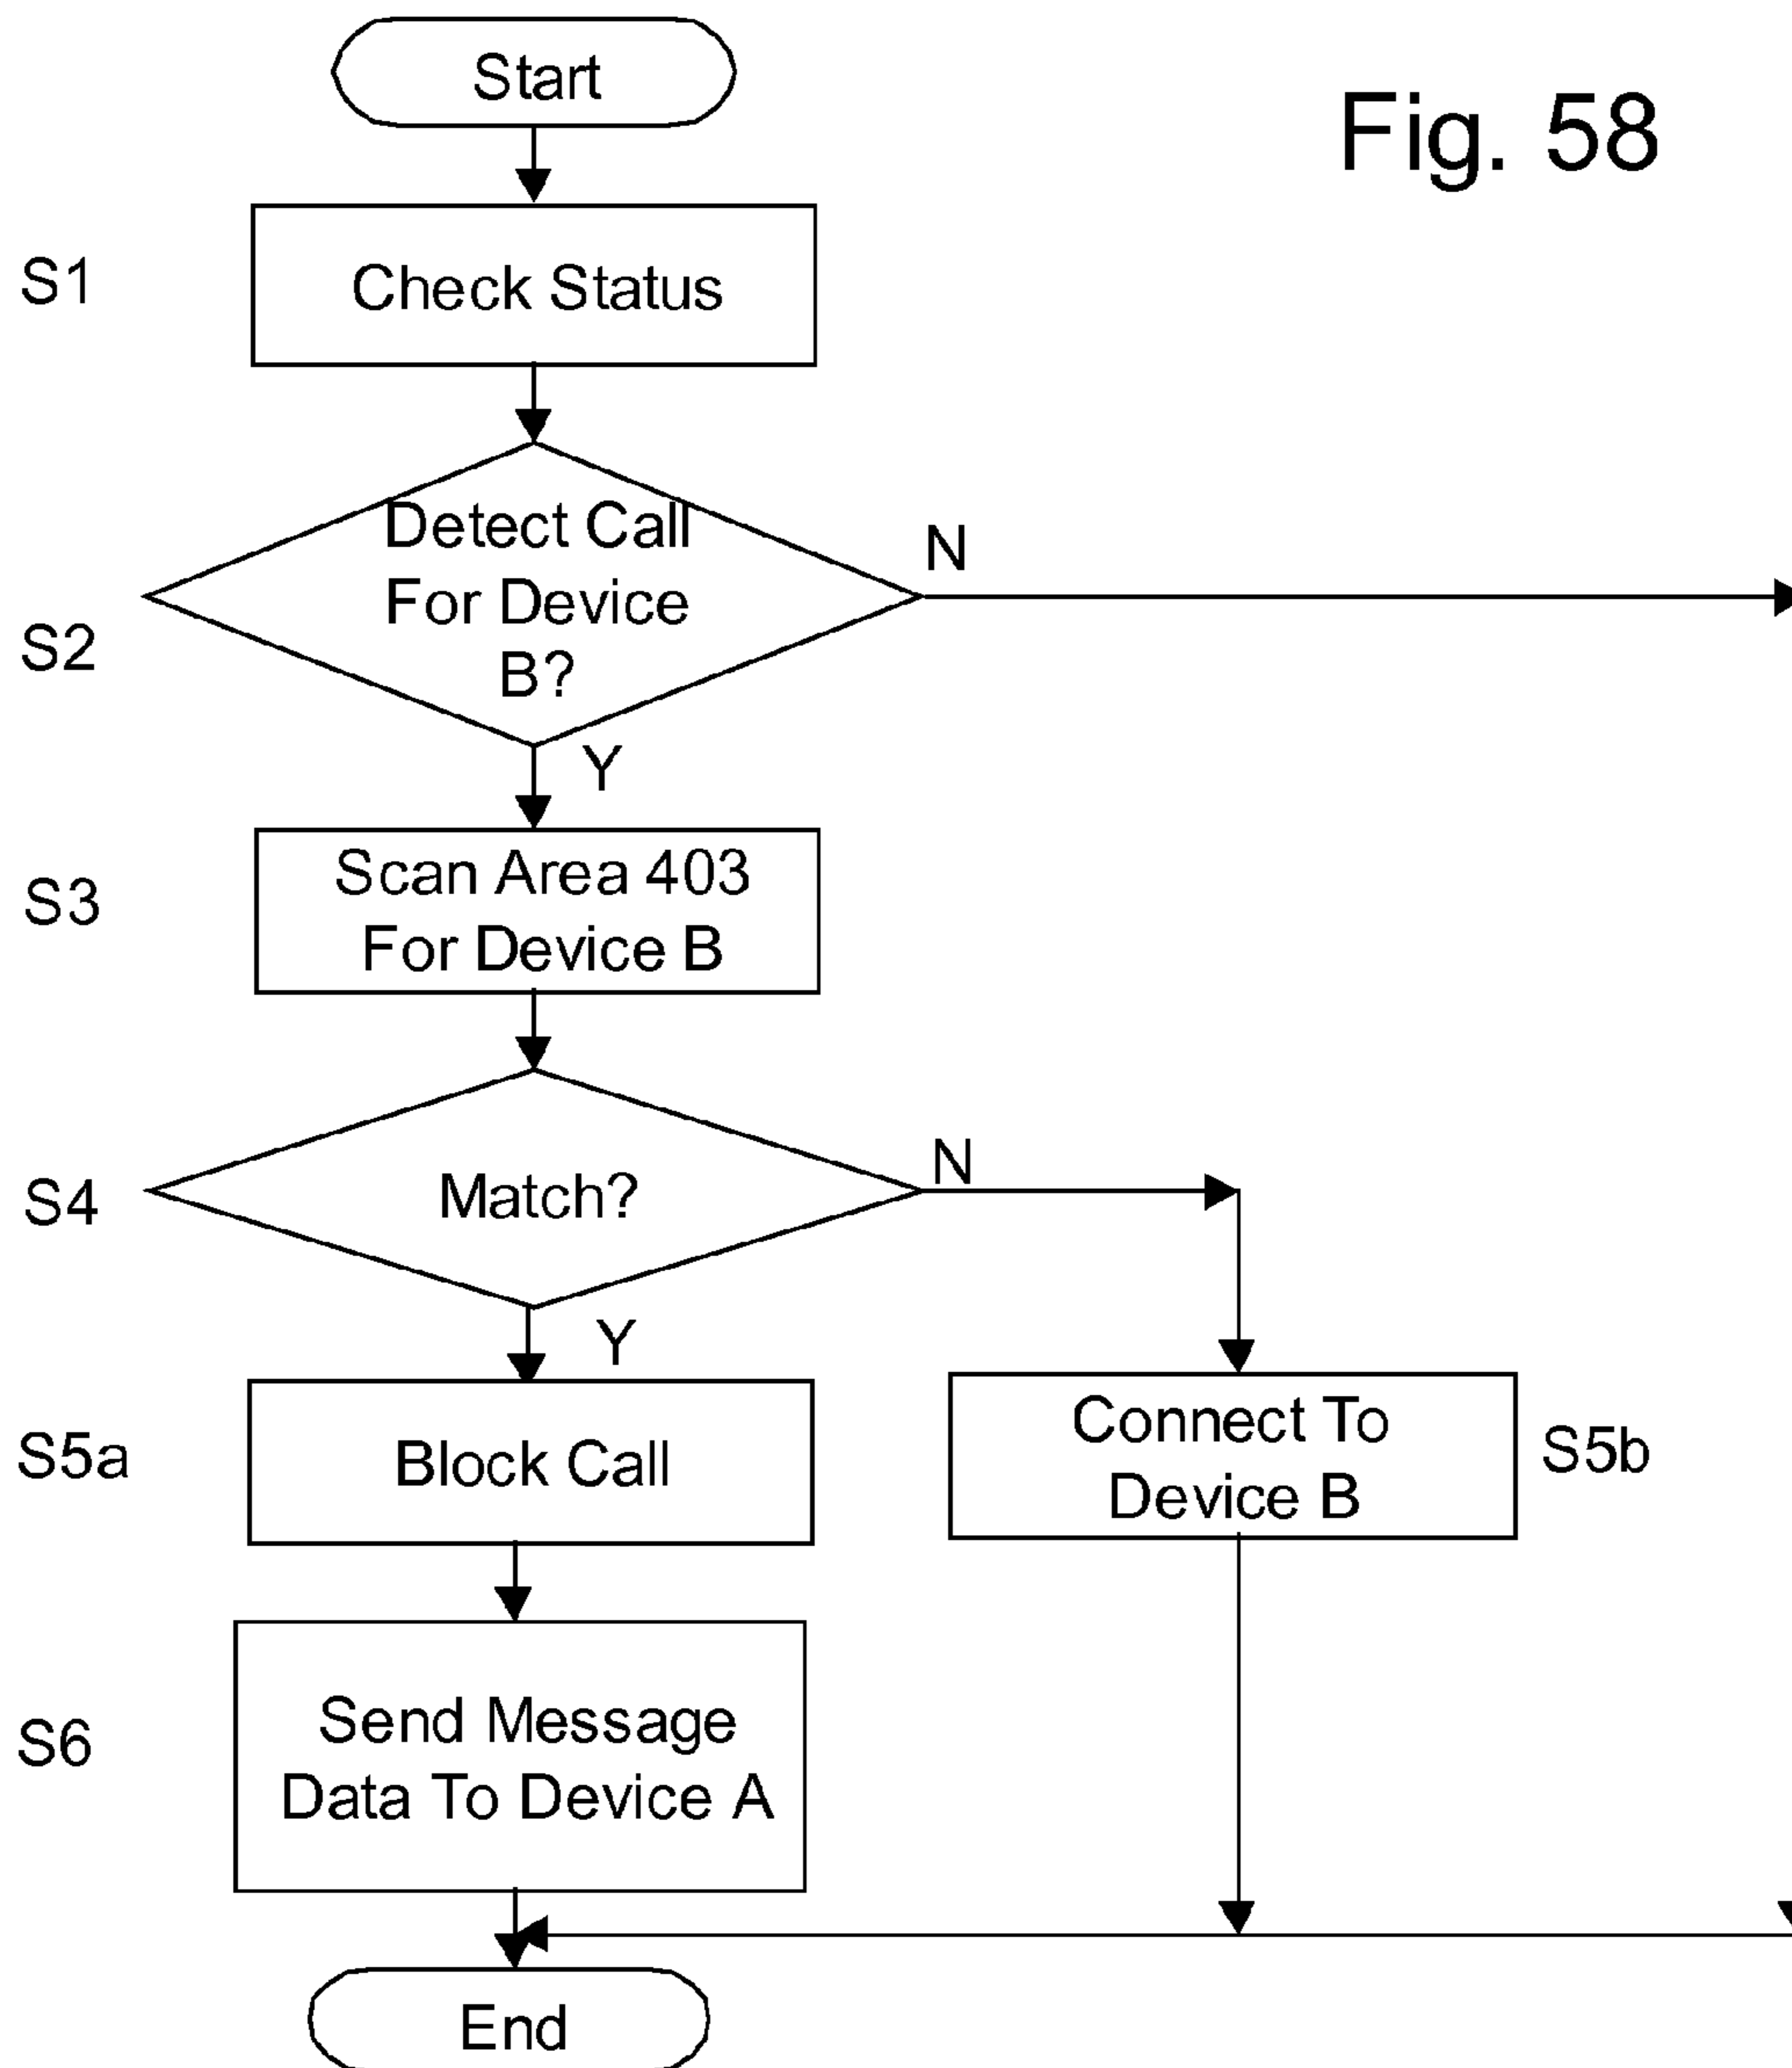 Start
Fig. 58
S1
Check Status
Detect Call
For Device
B?
N
S2
Y
S3
Scan Area 403
For Device B
S4
Match?
N
Y
S5a
Block Call
Connect To
Device B
S5b
S6
Send Message
Data To Device A
End